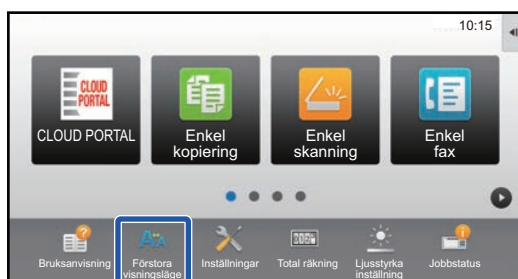 10:15
CLOUD
PORTAL
CLOUD PORTAL
Enkel
kopiering
Enkel
skanning
Enkel
fax
Bruksanvisning
Förstora
visningsläge
Inställningar
Total räkning
Ljusstyrka
inställning
Jobbstatus